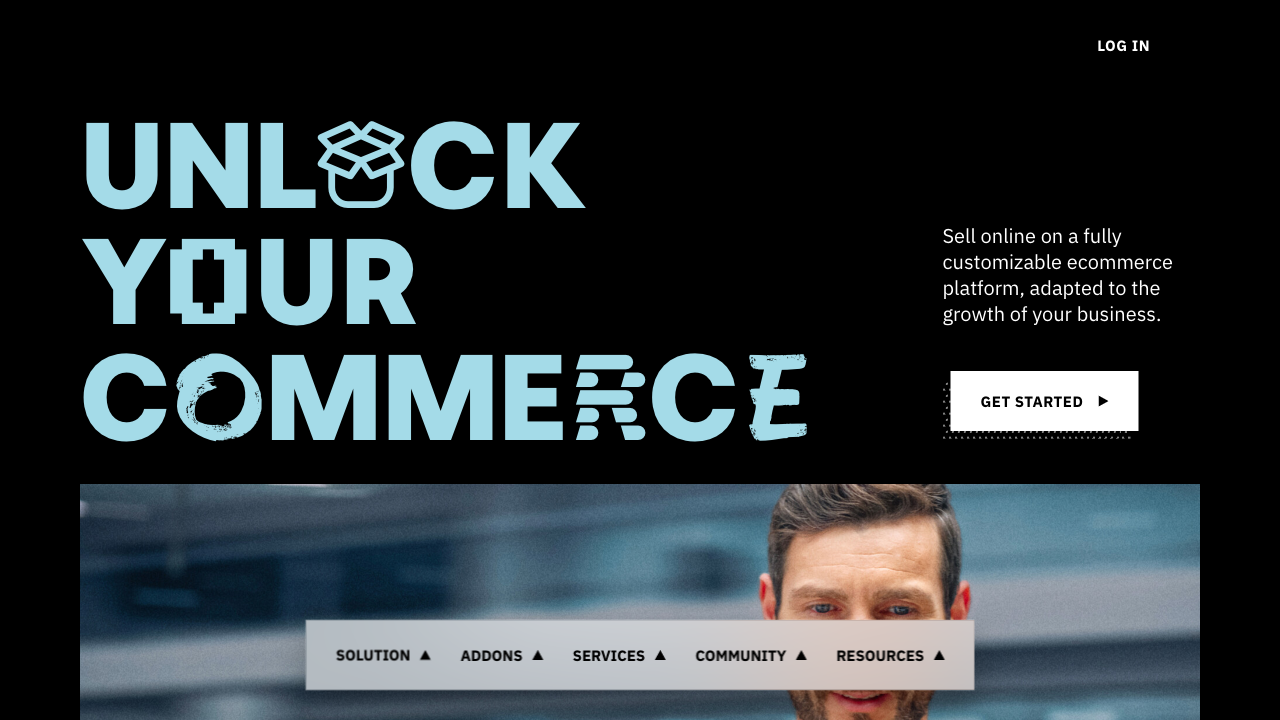 LOG IN
UNLOCK
YOUR
COMMERCE
Sell online on a fully
customizable ecommerce
platform, adapted to the
growth of your business.
GET STARTED
SOLUTION
ADDONS
SERVICES
COMMUNITY
RESOURCES